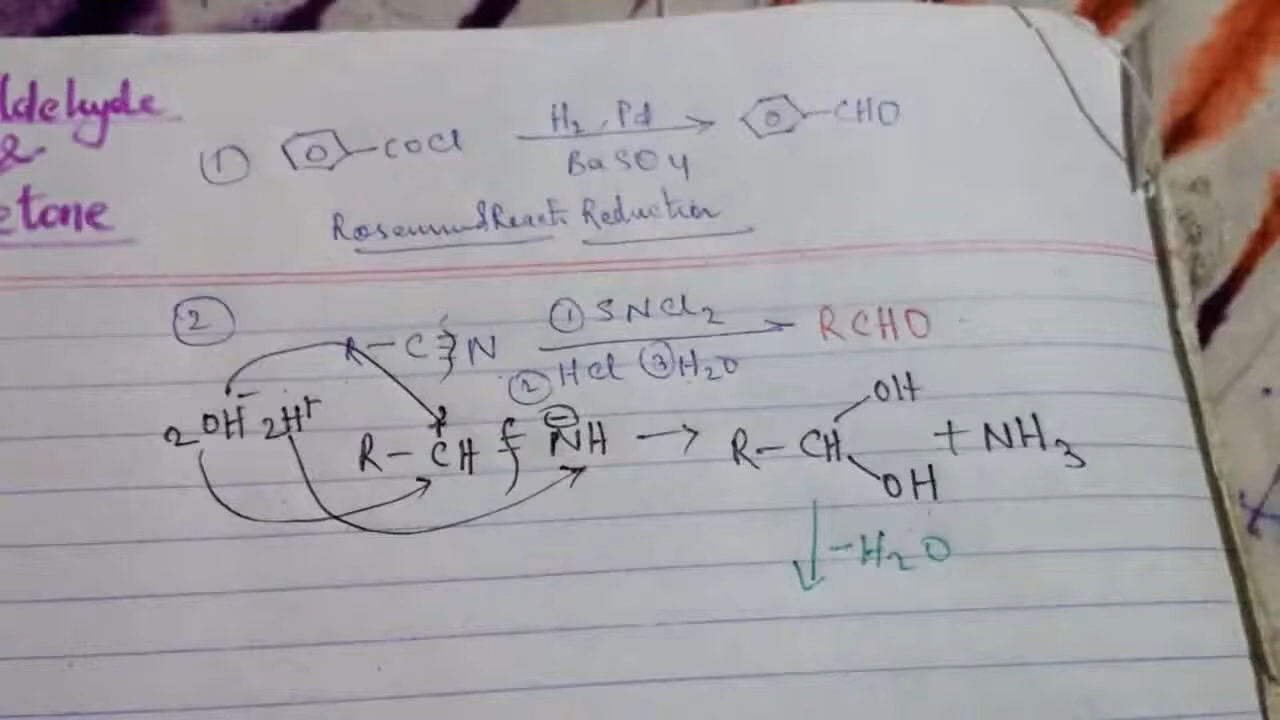 ldehyde
&
etone
① -COCl H2, Pd BaSO4 -CHO
Reduction
② R-C≡N ① SNCl2 ② HCl ③ H2O RCHO
2OH⁻ 2H⁺ R-CH NH → R-CH OH OH + NH3
-H2O